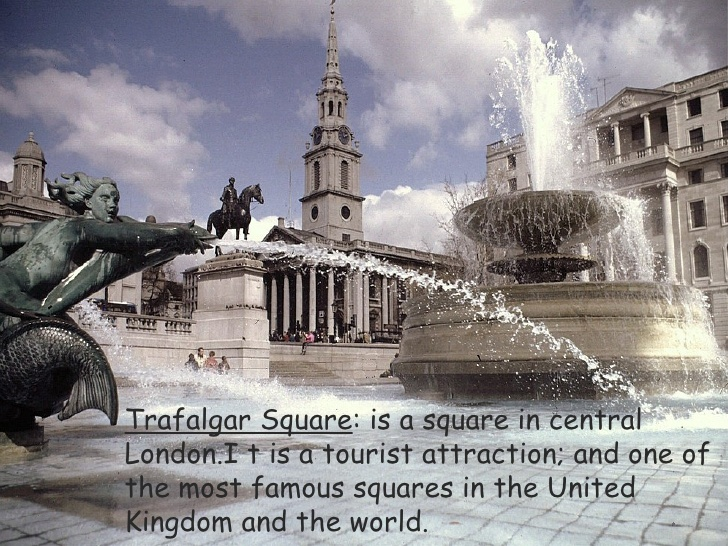 Trafalgar Square: is a square in central
London.I t is a tourist attraction; and one of
the most famous squares in the United
Kingdom and the world.